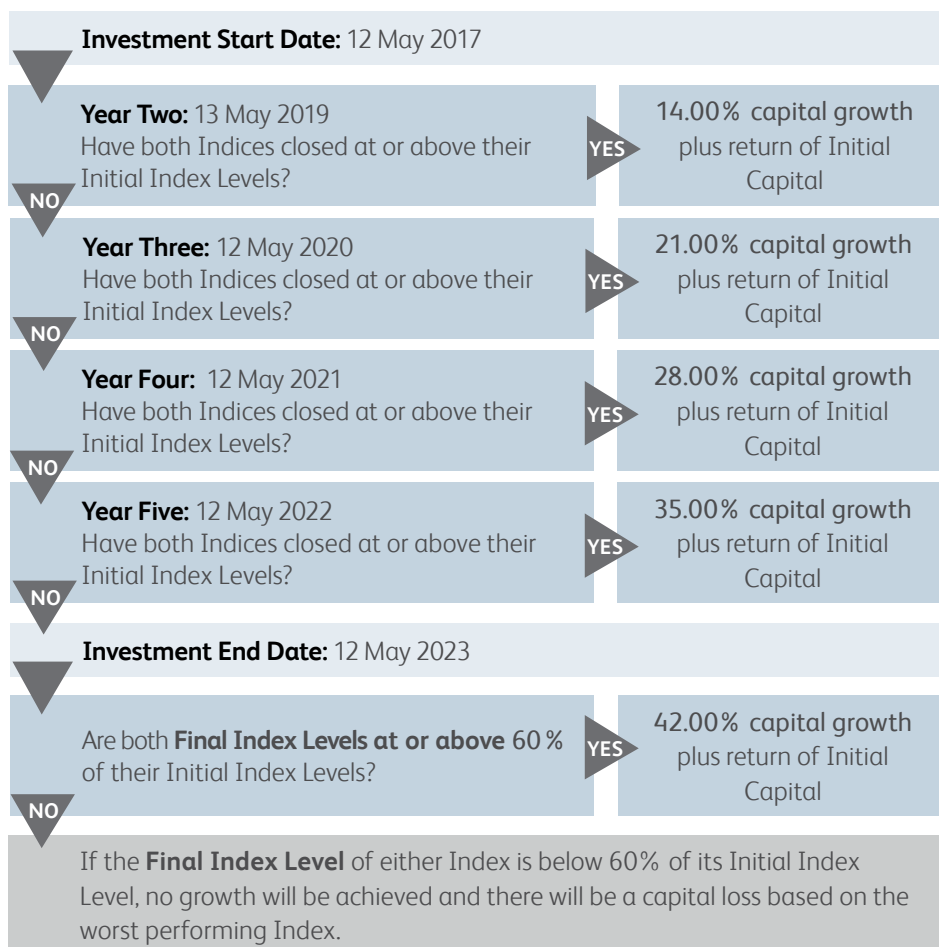 Investment Start Date: 12 May 2017
Year Two: 13 May 2019
Have both Indices closed at or above their
Initial Index Levels?
YES
14.00% capital growth
plus return of Initial
Capital
NO
Year Three: 12 May 2020
Have both Indices closed at or above their
Initial Index Levels?
YES
21.00% capital growth
plus return of Initial
Capital
NO
Year Four: 12 May 2021
Have both Indices closed at or above their
Initial Index Levels?
YES
28.00% capital growth
plus return of Initial
Capital
NO
Year Five: 12 May 2022
Have both Indices closed at or above their
Initial Index Levels?
YES
35.00% capital growth
plus return of Initial
Capital
NO
Investment End Date: 12 May 2023
Are both Final Index Levels at or above 60%
of their Initial Index Levels?
YES
42.00% capital growth
plus return of Initial
Capital
NO
If the Final Index Level of either Index is below 60% of its Initial Index
Level, no growth will be achieved and there will be a capital loss based on the
worst performing Index.